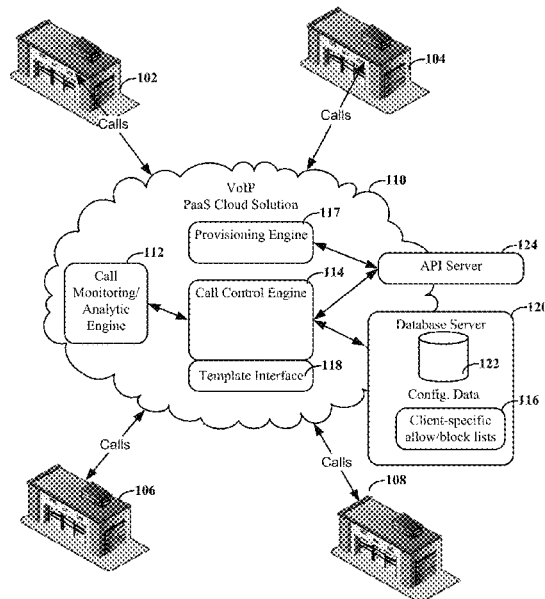 102
104
Calls
Calls
VoIP
PaaS Cloud Solution
110
117
Provisioning Engine
124
API Server
112
Call
Monitoring/
Analytic
Engine
114
Call Control Engine
118
Template Interface
120
Database Server
122
Config. Data
116
Client-specific
allow/block lists
Calls
Calls
106
108